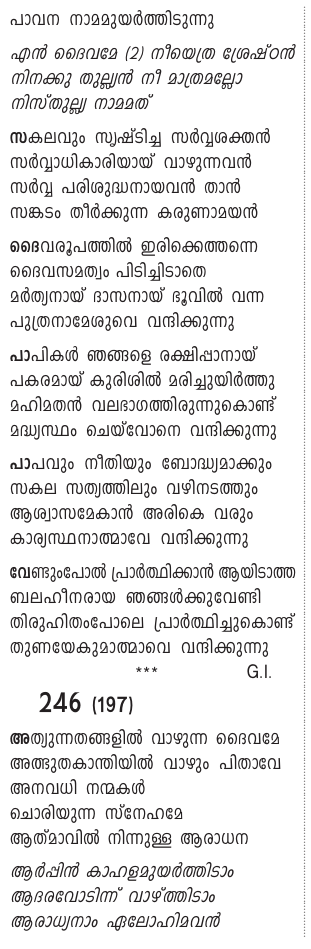 പാവന നാമമുയർത്തിടുന്നു
എൻ ദൈവമേ (2) നീയെത്ര ശ്രേഷ്ഠൻ
നിനക്കു തുല്ല്യൻ നീ മാത്രമല്ലോ
നിസ്തുല്ല്യ നാമമത്
സകലവും സൃഷ്ടിച്ച സർവ്വശക്തൻ
സർവ്വാധികാരിയായ് വാഴുന്നവൻ
സർവ്വ പരിശുദ്ധനായവൻ താൻ
സങ്കടം തീർക്കുന്ന കരുണാമയൻ
ദൈവരൂപത്തിൽ ഇരിക്കെത്തന്നെ
ദൈവസമത്വം പിടിച്ചിടാതെ
മർത്യനായ് ദാസനായ് ഭൂവിൽ വന്ന
പുത്രനാമേശുവെ വന്ദിക്കുന്നു
പാപികൾ ഞങ്ങളെ രക്ഷിപ്പാനായ്
പകരമായ് കുരിശിൽ മരിച്ചുയിർത്തു
മഹിമതൻ വലഭാഗത്തിരുന്നുകൊണ്ട്
മദ്ധ്യസ്ഥം ചെയ്‌വോനെ വന്ദിക്കുന്നു
പാപവും നീതിയും ബോദ്ധ്യമാക്കും
സകല സത്യത്തിലും വഴിനടത്തും
ആശ്വാസമേകാൻ അരികെ വരും
കാര്യസ്ഥനാത്മാവേ വന്ദിക്കുന്നു
വേണ്ടുംപോൽ പ്രാർത്ഥിക്കാൻ ആയിടാത്ത
ബലഹീനരായ ഞങ്ങൾക്കുവേണ്ടി
തിരുഹിതംപോലെ പ്രാർത്ഥിച്ചുകൊണ്ട്
തുണയേകുമാത്മാവെ വന്ദിക്കുന്നു
*** G.I.
246 (197)
അത്യുന്നതങ്ങളിൽ വാഴുന്ന ദൈവമേ
അത്ഭുതകാന്തിയിൽ വാഴും പിതാവേ
അനവധി നന്മകൾ
ചൊരിയുന്ന സ്നേഹമേ
ആത്മാവിൽ നിന്നുള്ള ആരാധന
ആർപ്പിൻ കാഹളമുയർത്തിടാം
ആദരവോടിന്ന് വാഴ്ത്തിടാം
ആരാധ്യനാം ഏലോഹിമവൻ